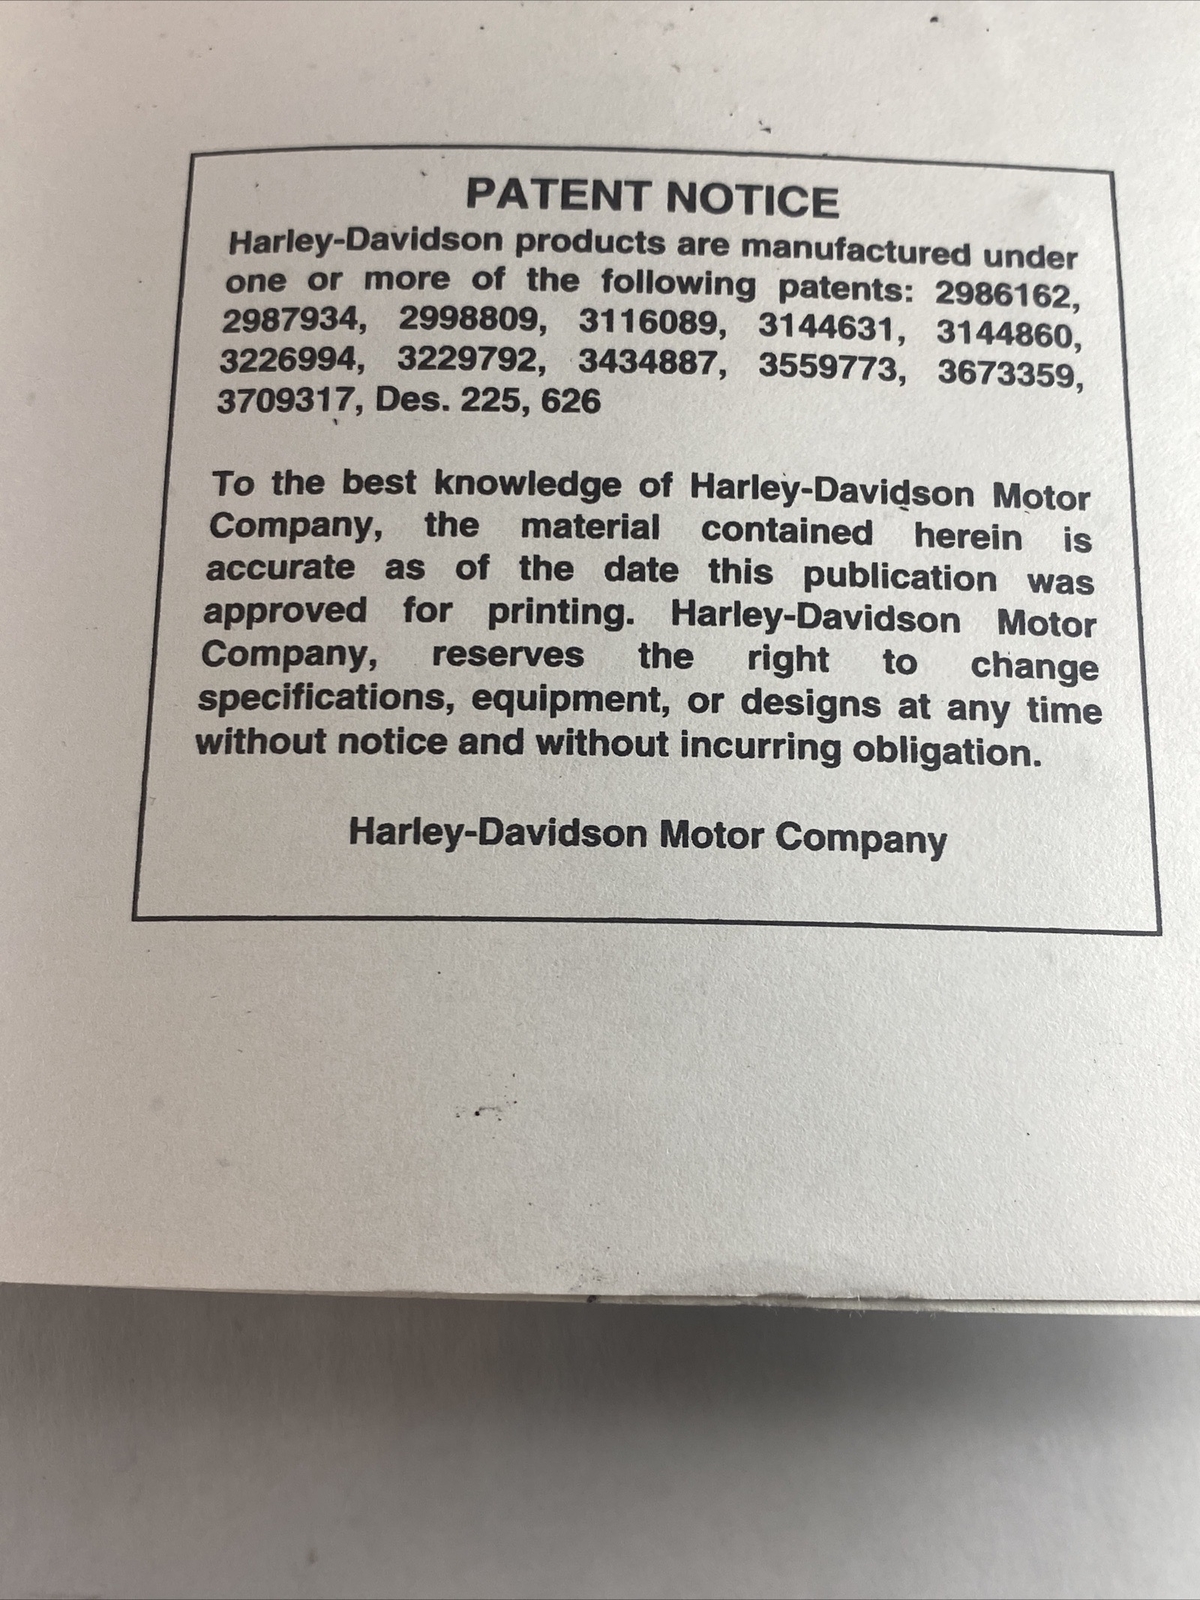 PATENT NOTICE
Harley-Davidson products are manufactured under
one or more of the following patents: 2986162,
2987934, 2998809, 3116089, 3144631, 3144860,
3226994, 3229792, 3434887, 3559773, 3673359,
3709317, Des. 225, 626
To the best knowledge of Harley-Davidson Motor
Company, the material contained herein is
accurate as of the date this publication was
approved for printing. Harley-Davidson Motor
Company, reserves the right to change
specifications, equipment, or designs at any time
without notice and without incurring obligation.
Harley-Davidson Motor Company